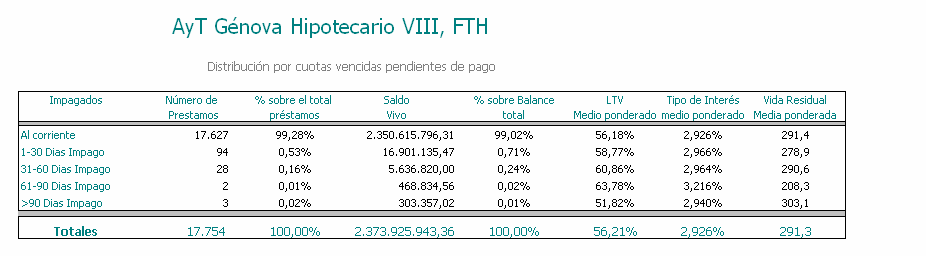 AyT Génova Hipotecario VIII, FTH
Distribución por cuotas vencidas pendientes de pago
Impagados Número de Prestamos % sobre el total préstamos Saldo Vivo % sobre Balance total LTV Medio ponderado Tipo de Interés medio ponderado Vida Residual Media ponderada
Al corriente 17.627 99,28% 2.350.615.796,31 99,02% 56,18% 2,926% 291,4
1-30 Dias Impago 94 0,53% 16.901.135,47 0,71% 58,77% 2,966% 278,9
31-60 Dias Impago 28 0,16% 5.636.820,00 0,24% 60,86% 2,964% 290,6
61-90 Dias Impago 2 0,01% 468.834,56 0,02% 63,78% 3,216% 208,3
>90 Dias Impago 3 0,02% 303.357,02 0,01% 51,82% 2,940% 303,1
Totales 17.754 100,00% 2.373.925.943,36 100,00% 56,21% 2,926% 291,3